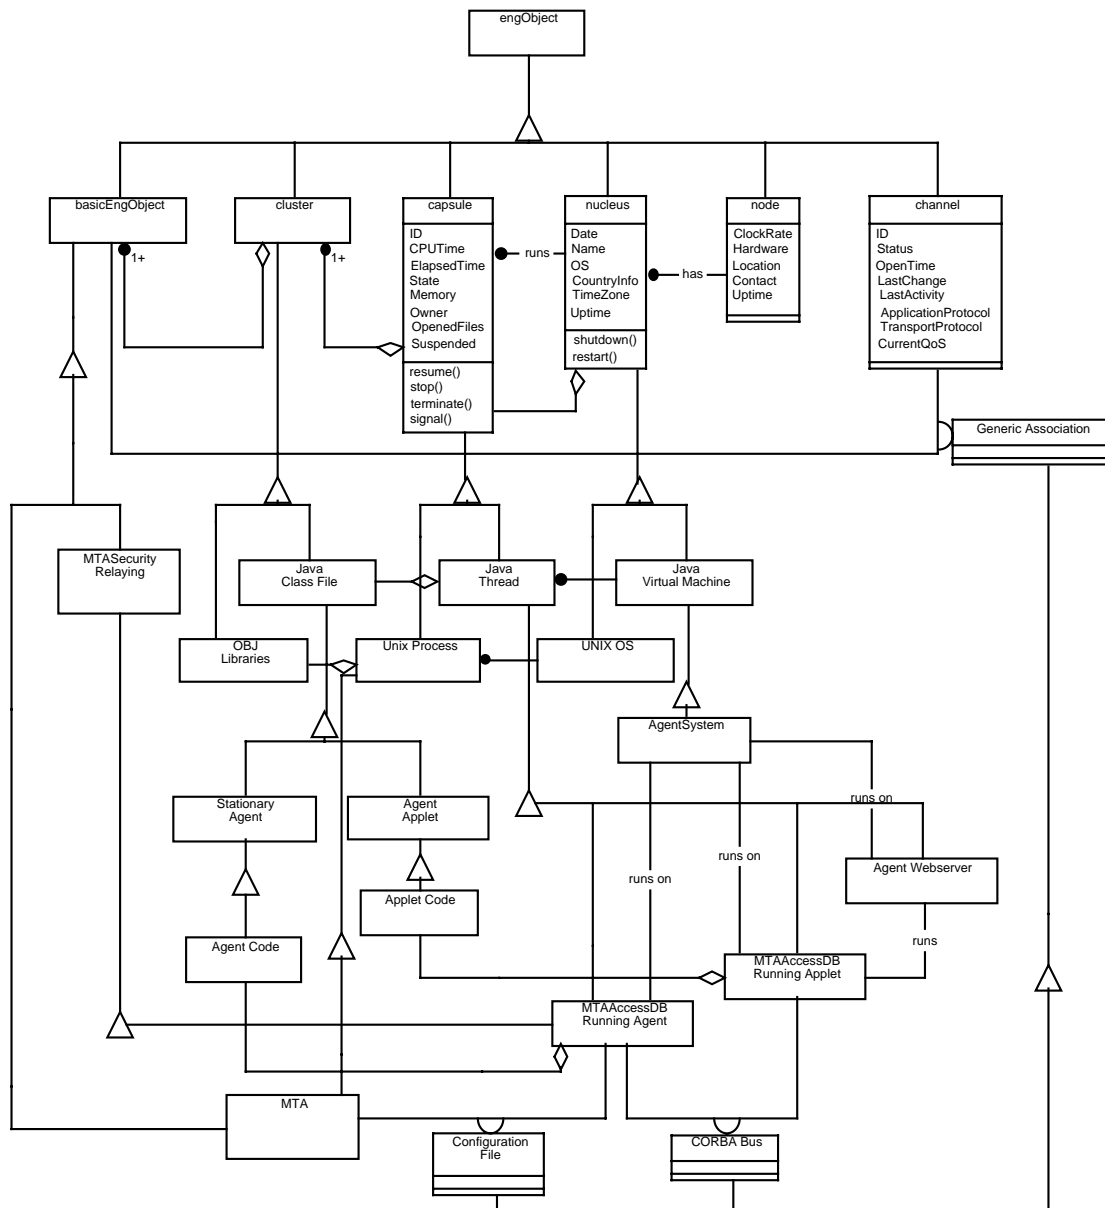 engObject
basicEngObject
cluster
capsule
nucleus
node
channel
1+
1+
ID
CPUTime
ElapsedTime
State
Memory
Owner
OpenedFiles
Suspended
resume()
stop()
terminate()
signal()
runs
Date
Name
OS
CountryInfo
TimeZone
Uptime
shutdown()
restart()
has
ClockRate
Hardware
Location
Contact
Uptime
ID
Status
OpenTime
LastChange
LastActivity
ApplicationProtocol
TransportProtocol
CurrentQoS
Generic Association
MTASecurity
Relaying
Java
Class File
Java
Thread
Java
Virtual Machine
OBJ
Libraries
Unix Process
UNIX OS
AgentSystem
Stationary
Agent
Agent
Applet
runs on
runs on
runs on
Agent Webserver
Applet Code
Agent Code
runs
MTAAccessDB
Running Applet
MTAAccessDB
Running Agent
MTA
Configuration
File
CORBA Bus